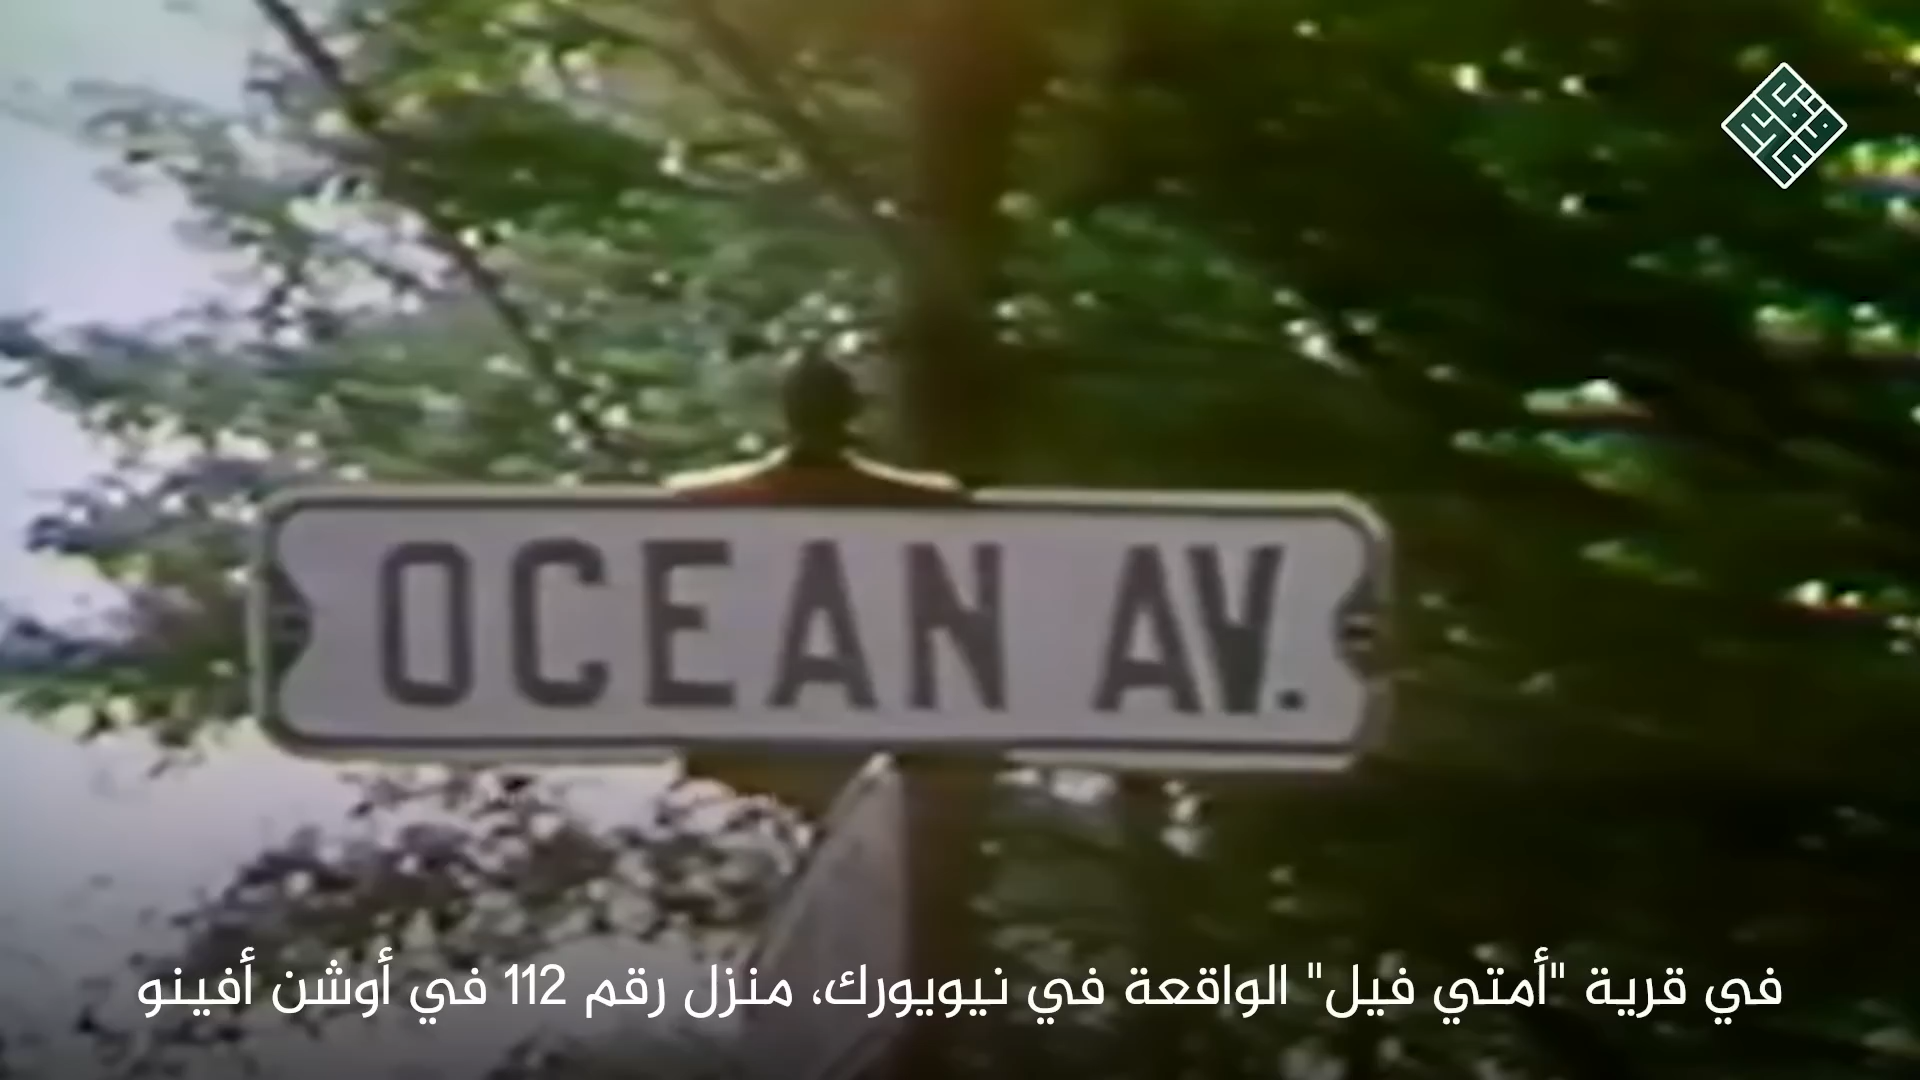 OCEAN AV.
في قرية "أمتي فيل" الواقعة في نيويورك، منزل رقم 112 في أوشن أفينو